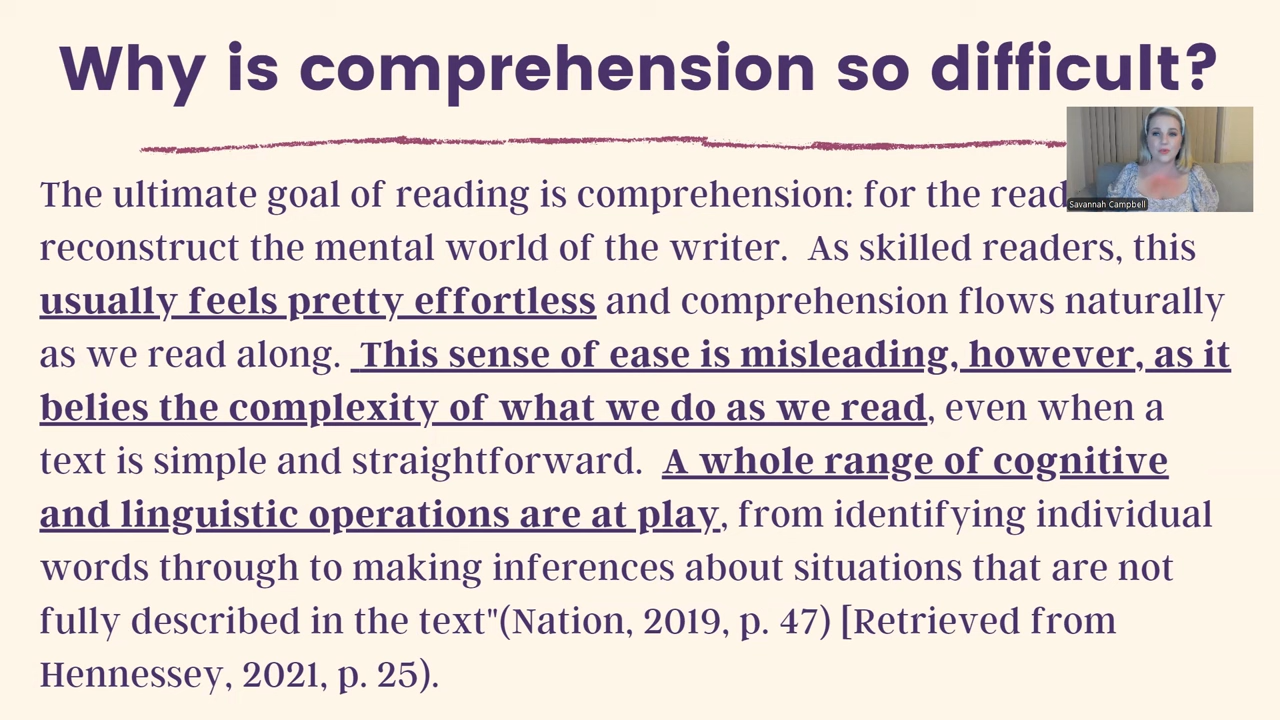 Why is comprehension so difficult?
Savannah Campbell
The ultimate goal of reading is comprehension: for the read
reconstruct the mental world of the writer.  As skilled readers, this
usually feels pretty effortless and comprehension flows naturally
as we read along.  This sense of ease is misleading, however, as it
belies the complexity of what we do as we read, even when a
text is simple and straightforward.  A whole range of cognitive
and linguistic operations are at play, from identifying individual
words through to making inferences about situations that are not
fully described in the text"(Nation, 2019, p. 47) [Retrieved from
Hennessey, 2021, p. 25).